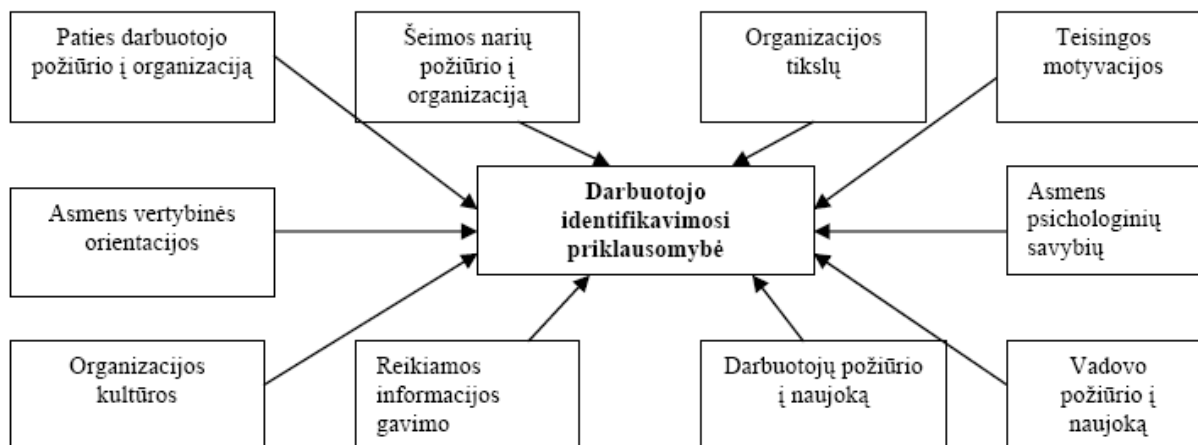 Paties darbuotojo
požiūrio į organizaciją
Šeimos narių
požiūrio į
organizaciją
Organizacijos
tikslų
Teisingos
motyvacijos
Asmens vertybinės
orientacijos
Darbuotojo
identifikavimosi
priklausomybė
Asmens
psichologinių
savybių
Organizacijos
kultūros
Reikiamos
informacijos
gavimo
Darbuotojų požiūrio
į naujoką
Vadovo
požiūrio į
naujoką